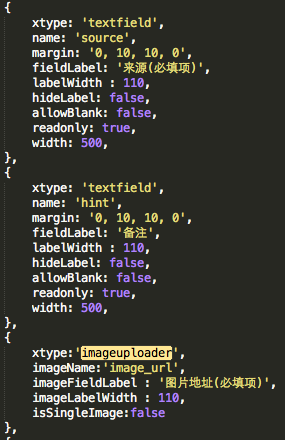 {
xtype: 'textfield',
name: 'source',
margin: '0, 10, 10, 0',
fieldLabel: '来源(必填项)',
labelWidth : 110,
hideLabel: false,
allowBlank: false,
readonly: true,
width: 500,
},
{
xtype: 'textfield',
name: 'hint',
margin: '0, 10, 10, 0',
fieldLabel: '备注',
labelWidth : 110,
hideLabel: false,
allowBlank: false,
readonly: true,
width: 500,
},
{
xtype:'imageuploader',
imageName:'image_url',
imageFieldLabel : '图片地址(必填项)',
imageLabelWidth : 110,
isSingleImage:false
},